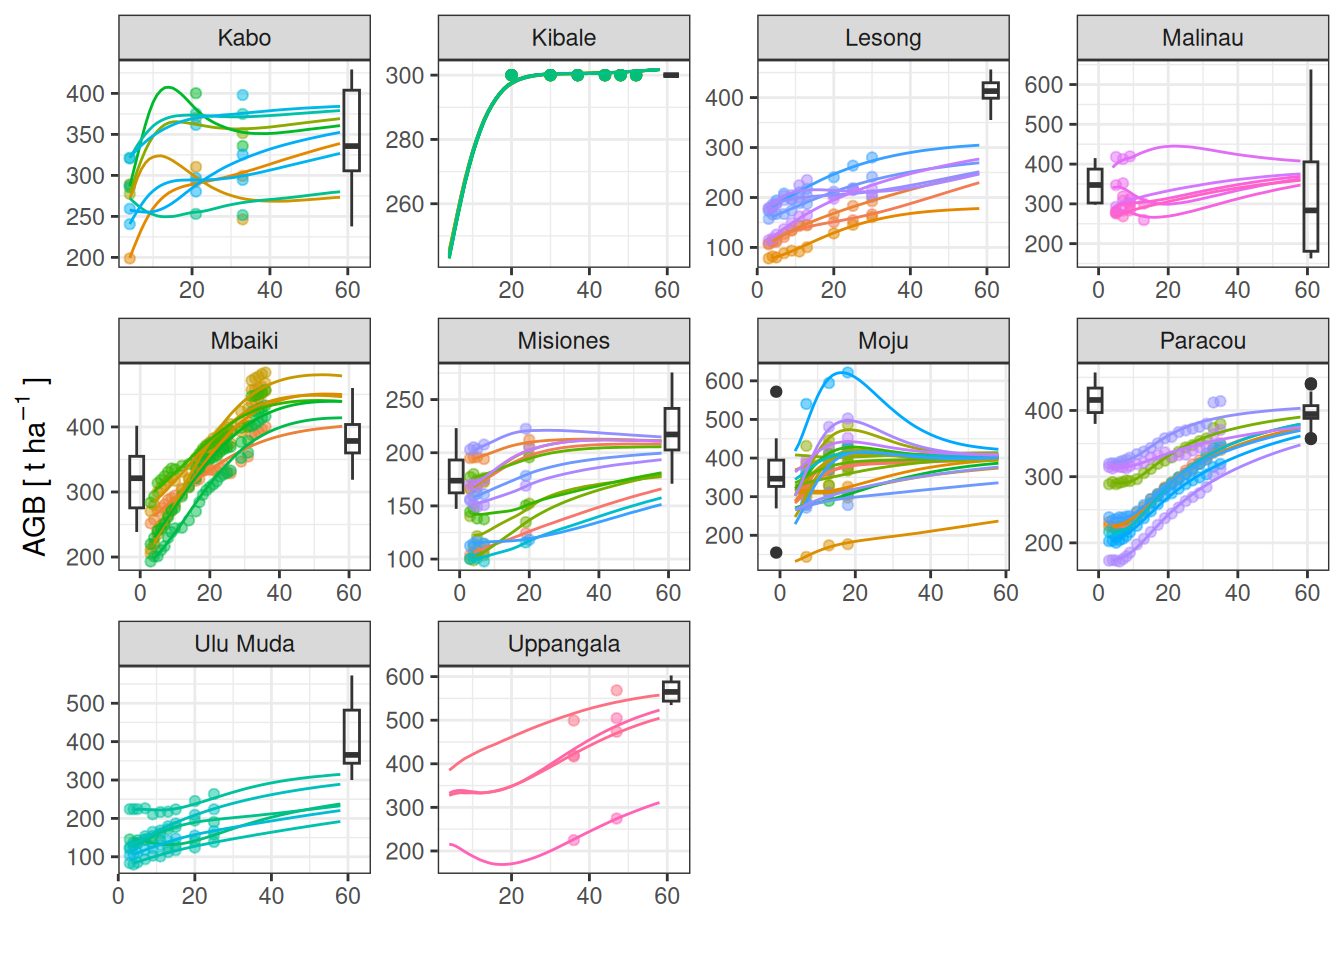 Kabo Kibale Lesong Malinau
400 350 300 250 200
300 280 260
400 300 200 100
600 500 400 300 200
20 40 60 20 40 60 0 20 40 60 0 20 40 60
Mbaiki Misiones Moju Paracou
400 300 200
250 200 150 100
600 500 400 300 200
400 300 200
0 20 40 60 0 20 40 60 0 20 40 60 0 20 40 60
AGB [ t ha⁻¹ ]
Ulu Muda Uppangala
500 400 300 200 100
600 500 400 300 200
0 20 40 60 20 40 60